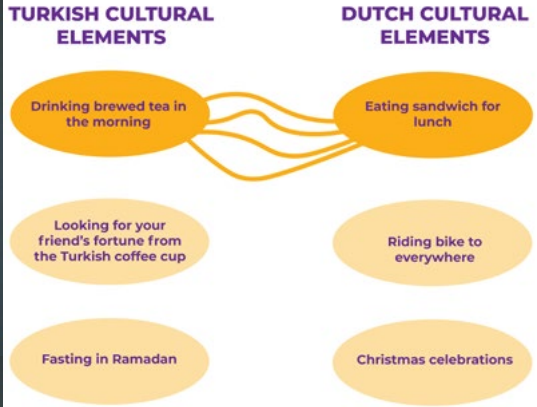 TURKISH CULTURAL
ELEMENTS
DUTCH CULTURAL
ELEMENTS
Drinking brewed tea in
the morning
Eating sandwich for
lunch
Looking for your
friend's fortune from
the Turkish coffee cup
Riding bike to
everywhere
Fasting in Ramadan
Christmas celebrations